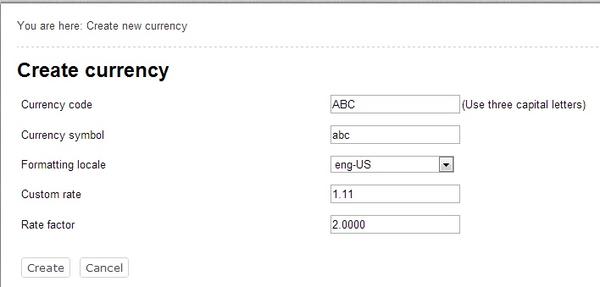 You are here: Create new currency
Create currency
Currency code ABC (Use three capital letters)
Currency symbol abc
Formatting locale eng-US
Custom rate 1.11
Rate factor 2.0000
Create Cancel